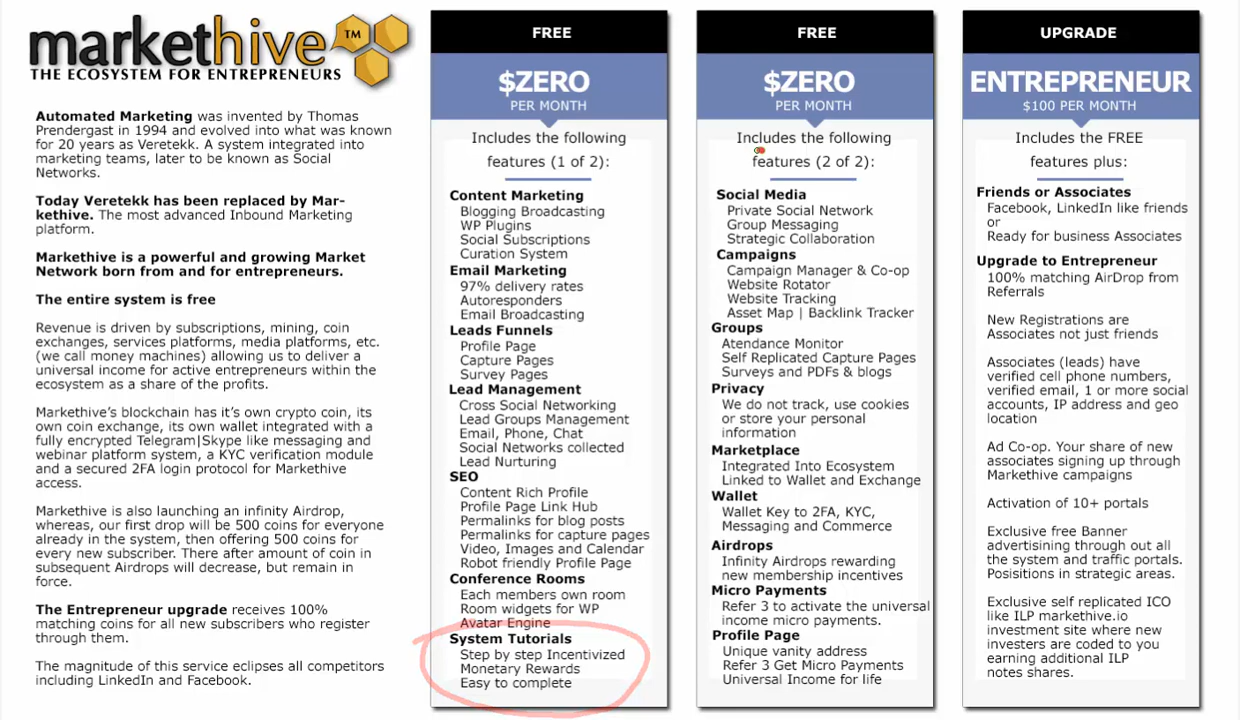 markethive
TM
THE ECOSYSTEM FOR ENTREPRENEURS
Automated Marketing was invented by Thomas
Prendergast in 1994 and evolved into what was known
for 20 years as Veretekk. A system integrated into
marketing teams, later to be known as Social
Networks.
Today Veretekk has been replaced by Mar-
kethive. The most advanced Inbound Marketing
platform.
Markethive is a powerful and growing Market
Network born from and for entrepreneurs.
The entire system is free
Revenue is driven by subscriptions, mining, coin
exchanges, services platforms, media platforms, etc.
(we call money machines) allowing us to deliver a
universal income for active entrepreneurs within the
ecosystem as a share of the profits.
Markethive's blockchain has it's own crypto coin, its
own coin exchange, its own wallet integrated with a
fully encrypted Telegram|Skype like messaging and
webinar platform system, a KYC verification module
and a secured 2FA login protocol for Markethive
access.
Markethive is also launching an infinity Airdrop,
whereas, our first drop will be 500 coins for everyone
already in the system, then offering 500 coins for
every new subscriber. There after amount of coin in
subsequent Airdrops will decrease, but remain in
force.
The Entrepreneur upgrade receives 100%
matching coins for all new subscribers who register
through them.
The magnitude of this service eclipses all competitors
including LinkedIn and Facebook.
FREE
$ZERO
PER MONTH
Includes the following
features (1 of 2):
Content Marketing
Blogging Broadcasting
WP Plugins
Social Subscriptions
Curation System
Email Marketing
97% delivery rates
Autoresponders
Email Broadcasting
Leads Funnels
Profile Page
Capture Pages
Survey Pages
Lead Management
Cross Social Networking
Lead Groups Management
Email, Phone, Chat
Social Networks collected
Lead Nurturing
SEO
Content Rich Profile
Profile Page Link Hub
Permalinks for blog posts
Permalinks for capture pages
Video, Images and Calendar
Robot friendly Profile Page
Conference Rooms
Each members own room
Room widgets for WP
Avatar Engine
System Tutorials
Step by step Incentivized
Monetary Rewards
Easy to complete
FREE
$ZERO
PER MONTH
Includes the following
features (2 of 2):
Social Media
Private Social Network
Group Messaging
Strategic Collaboration
Campaigns
Campaign Manager & Co-op
Website Rotator
Website Tracking
Asset Map | Backlink Tracker
Groups
Atendance Monitor
Self Replicated Capture Pages
Surveys and PDFs & blogs
Privacy
We do not track, use cookies
or store your personal
information
Marketplace
Integrated Into Ecosystem
Linked to Wallet and Exchange
Wallet
Wallet Key to 2FA, KYC,
Messaging and Commerce
Airdrops
Infinity Airdrops rewarding
new membership incentives
Micro Payments
Refer 3 to activate the universal
income micro payments.
Profile Page
Unique vanity address
Refer 3 Get Micro Payments
Universal Income for life
UPGRADE
ENTREPRENEUR
$100 PER MONTH
Includes the FREE
features plus:
Friends or Associates
Facebook, LinkedIn like friends
or
Ready for business Associates
Upgrade to Entrepreneur
100% matching AirDrop from
Referrals
New Registrations are
Associates not just friends
Associates (leads) have
verified cell phone numbers,
verified email, 1 or more social
accounts, IP address and geo
location
Ad Co-op. Your share of new
associates signing up through
Markethive campaigns
Activation of 10+ portals
Exclusive free Banner
advertisining through out all
the system and traffic portals.
Posisitions in strategic areas.
Exclusive self replicated ICO
like ILP markethive.io
investment site where new
investers are coded to you
earning additional ILP
notes shares.